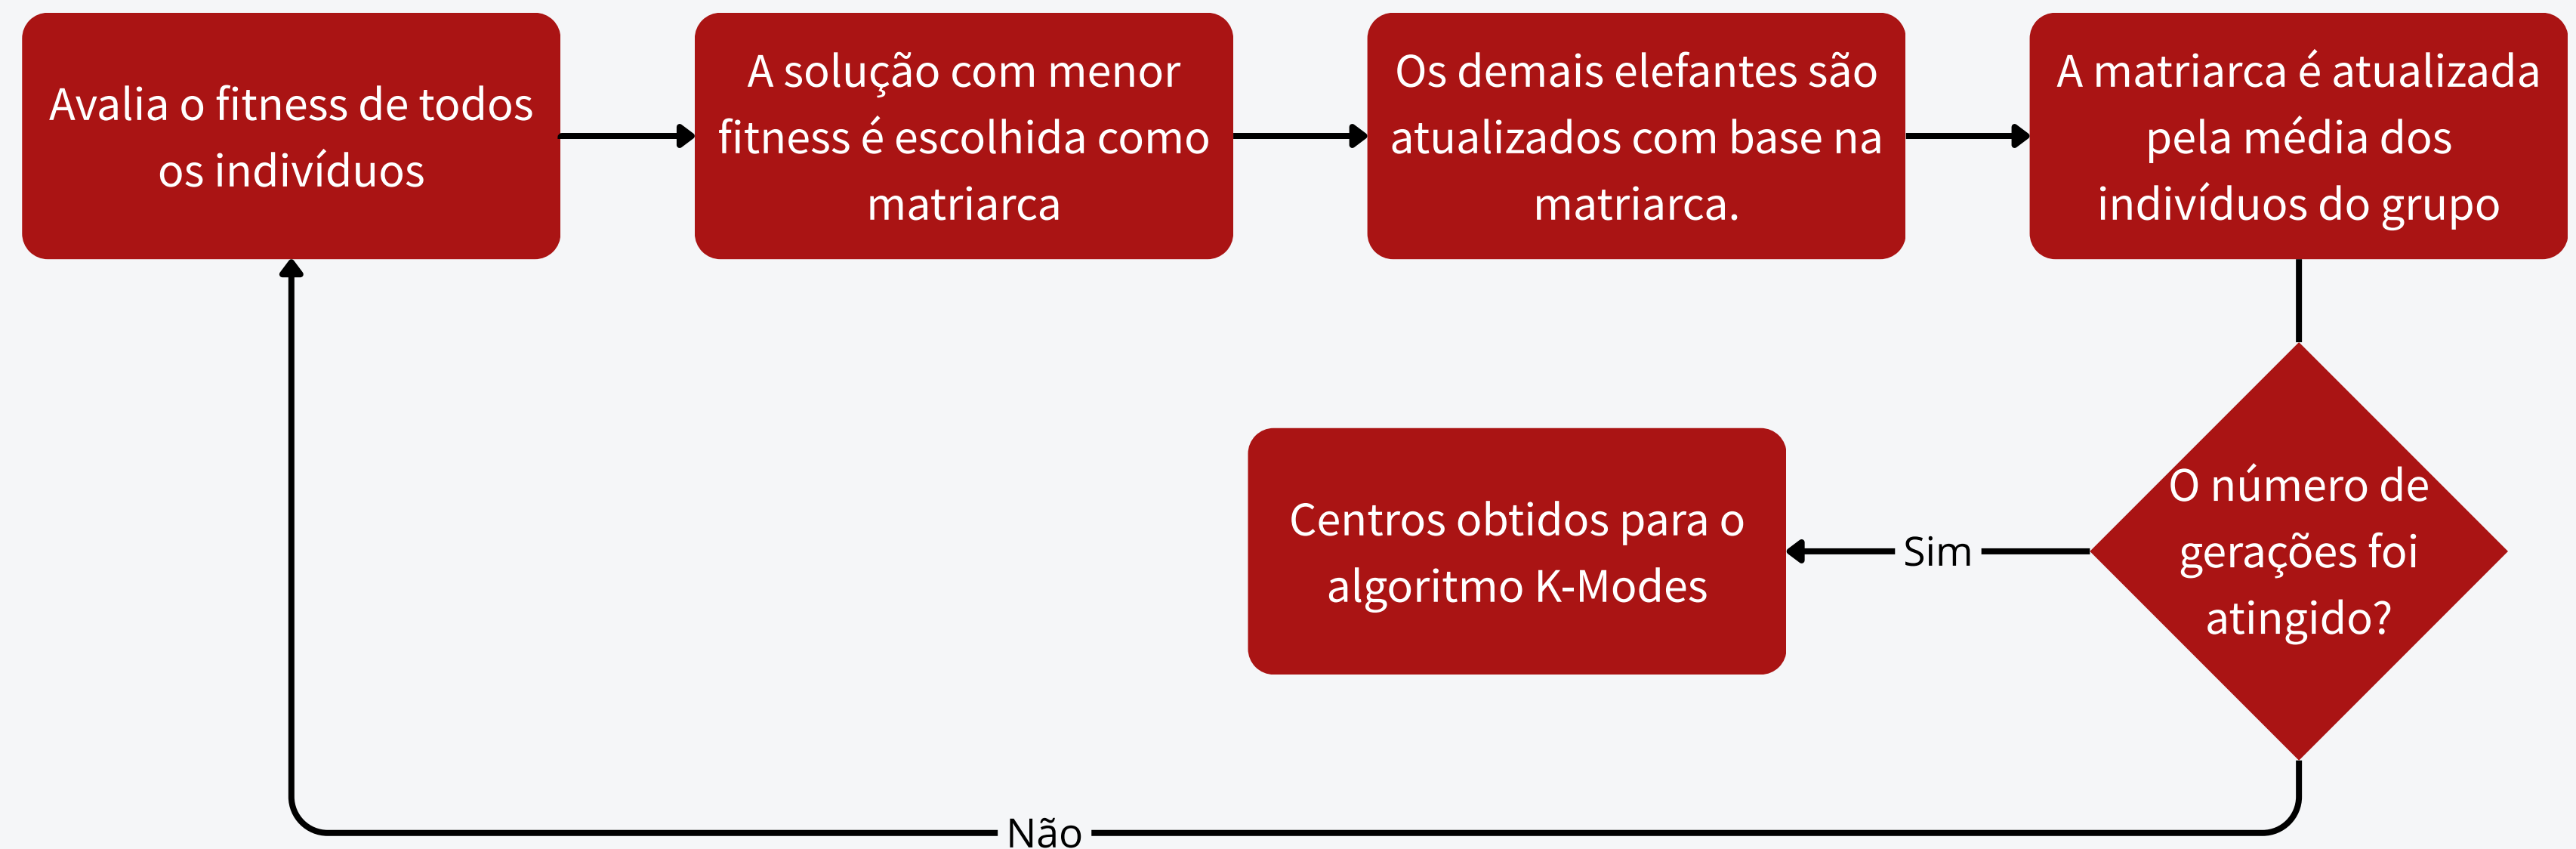 Avalia o fitness de todos
os indivíduos
A solução com menor
fitness é escolhida como
matriarca
Os demais elefantes são
atualizados com base na
matriarca.
A matriarca é atualizada
pela média dos
indivíduos do grupo
O número de
gerações foi
atingido?
Sim
Centros obtidos para o
algoritmo K-Modes
Não